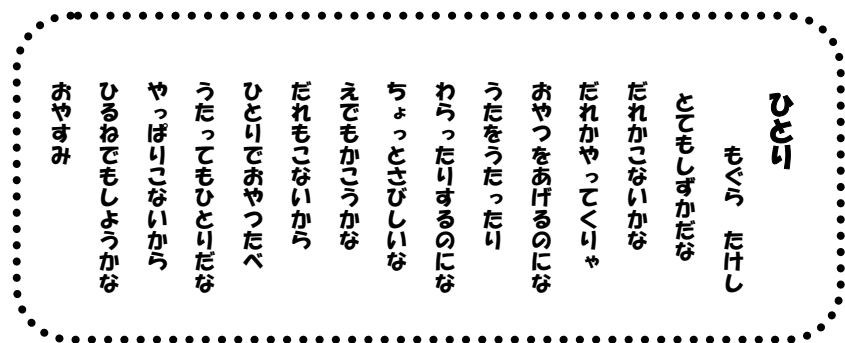 ひとり
もぐら　たけし
とてもしずかだな
だれかこないかな
だれかやってくりゃ
おやつをあげるのにな
うたをうたったり
わらったりするのにな
ちょっとさびしいな
えでもかこうかな
だれもこないから
ひとりでおやつたべ
うたってもひとりだな
やっぱりこないから
ひるねでもしようかな
おやすみ